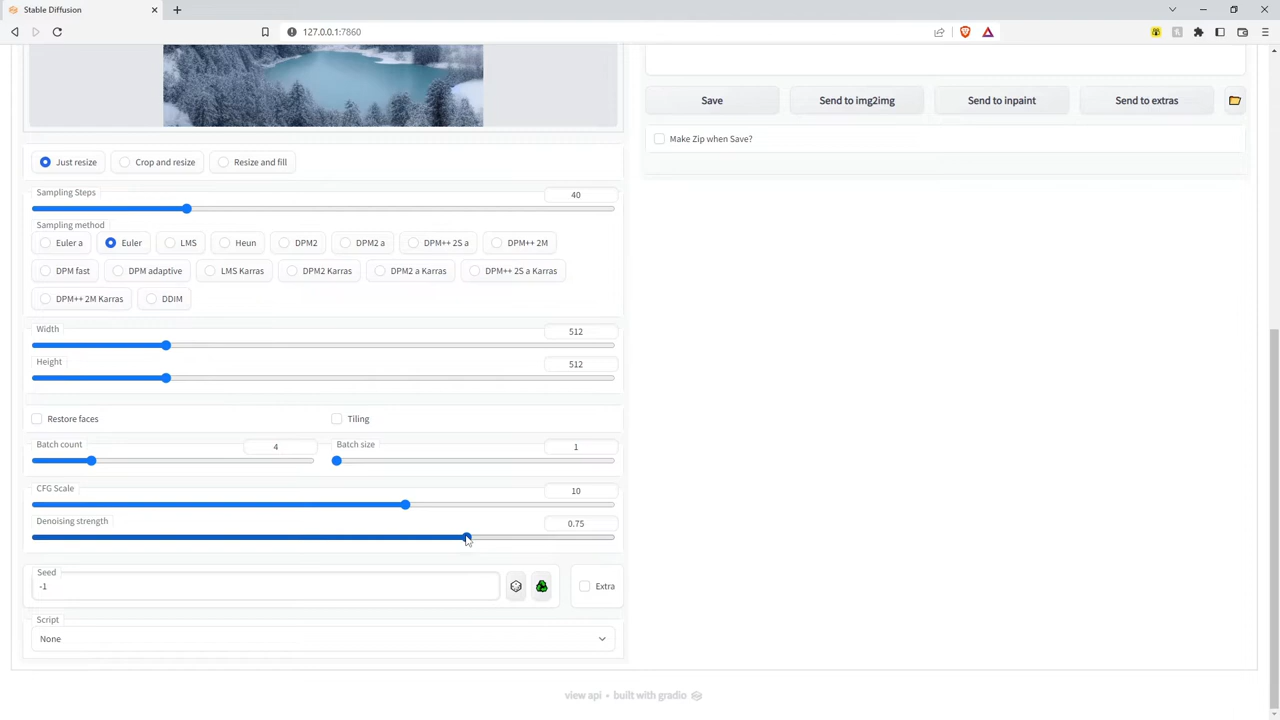 Stable Diffusion
127.0.0.1:7860
Save
Send to img2img
Send to inpaint
Send to extras
Make Zip when Save?
Just resize
Crop and resize
Resize and fill
Sampling Steps
40
Sampling method
Euler a
Euler
LMS
Heun
DPM2
DPM2 a
DPM++ 2S a
DPM++ 2M
DPM fast
DPM adaptive
LMS Karras
DPM2 Karras
DPM2 a Karras
DPM++ 2S a Karras
DPM++ 2M Karras
DDIM
Width
512
Height
512
Restore faces
Tiling
Batch count
4
Batch size
1
CFG Scale
10
Denoising strength
0.75
Seed
-1
Extra
Script
None
view api • built with gradio